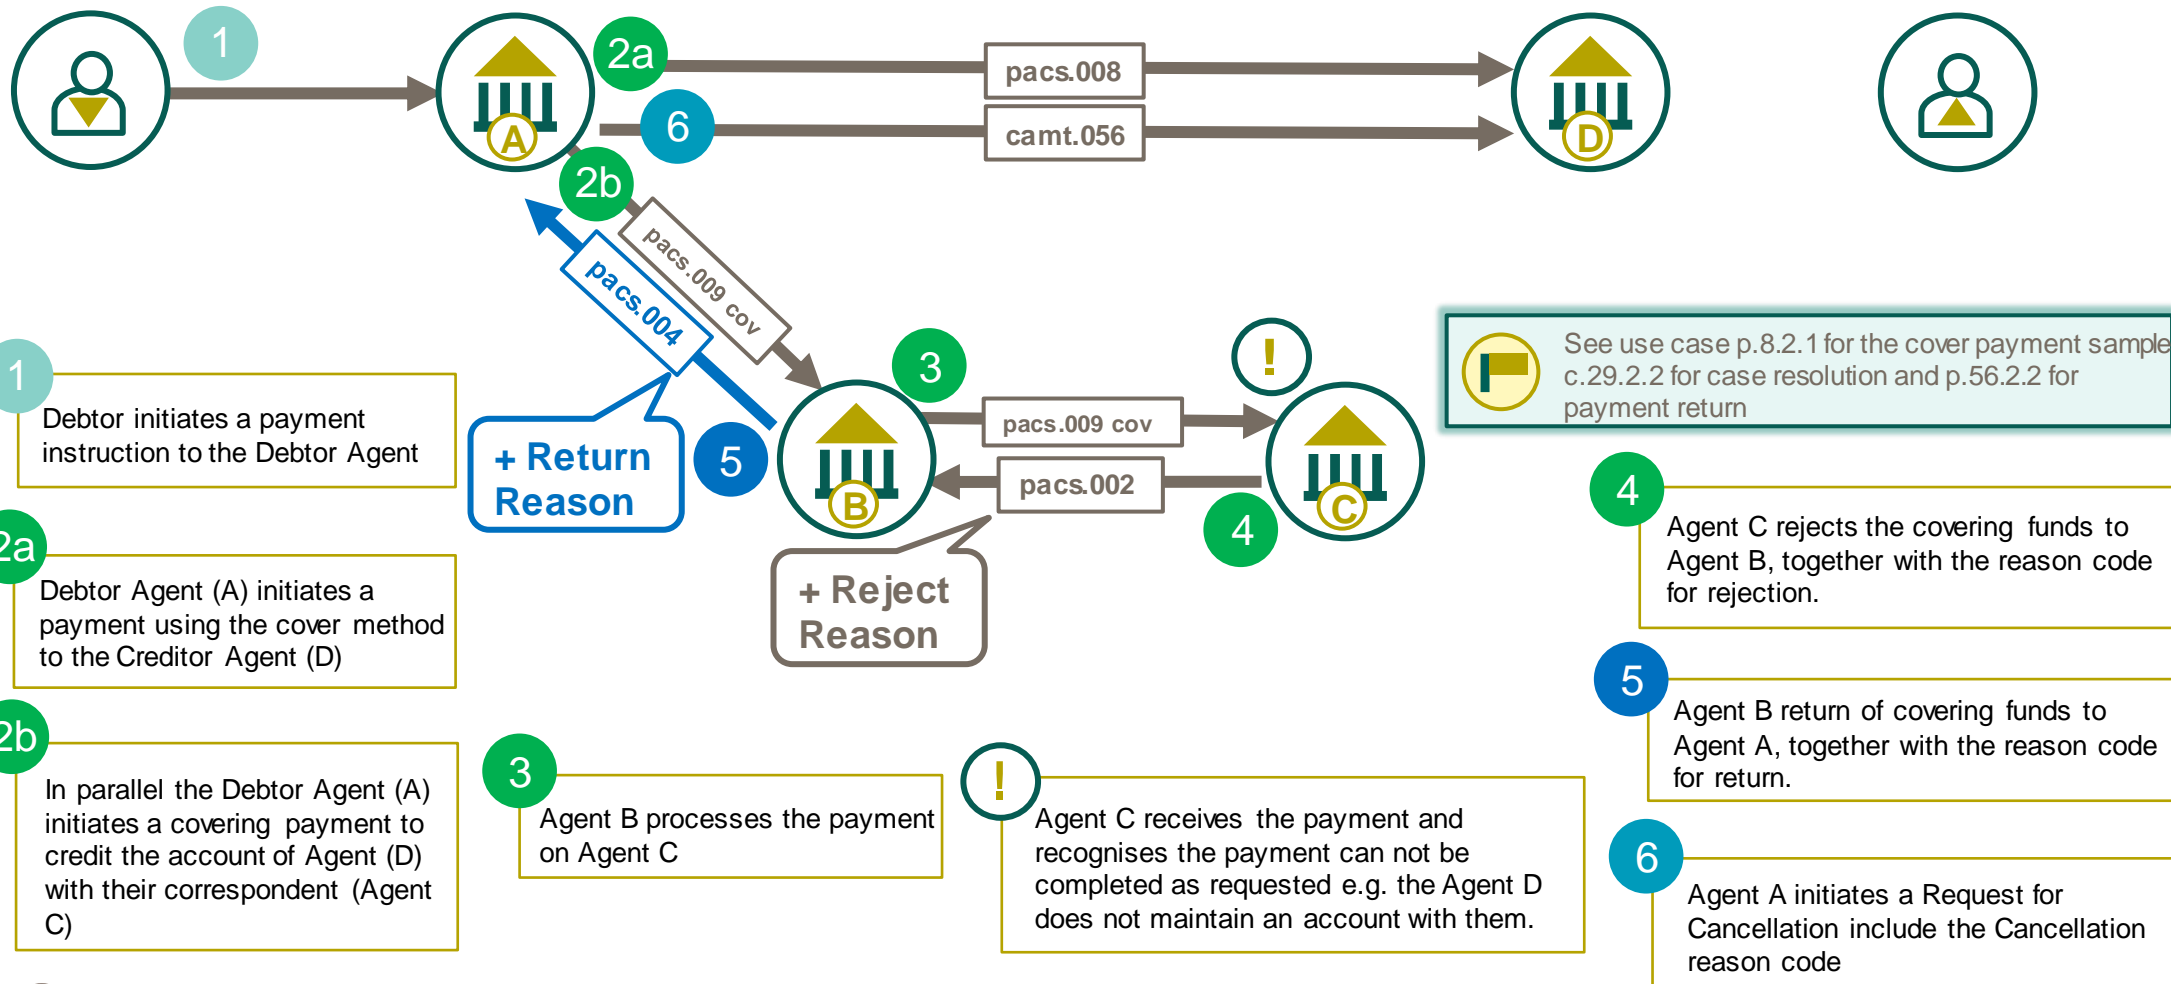 1
2a
pacs.008
6
camt.056
A
D
2b
pacs.009 cov
pacs.004
3
!
pacs.009 cov
pacs.002
B
C
4
5
+ Return
Reason
+ Reject
Reason
See use case p.8.2.1 for the cover payment sample
c.29.2.2 for case resolution and p.56.2.2 for
payment return
1
Debtor initiates a payment
instruction to the Debtor Agent
2a
Debtor Agent (A) initiates a
payment using the cover method
to the Creditor Agent (D)
2b
In parallel the Debtor Agent (A)
initiates a covering payment to
credit the account of Agent (D)
with their correspondent (Agent
C)
3
Agent B processes the payment
on Agent C
!
Agent C receives the payment and
recognises the payment can not be
completed as requested e.g. the Agent D
does not maintain an account with them.
4
Agent C rejects the covering funds to
Agent B, together with the reason code
for rejection.
5
Agent B return of covering funds to
Agent A, together with the reason code
for return.
6
Agent A initiates a Request for
Cancellation include the Cancellation
reason code